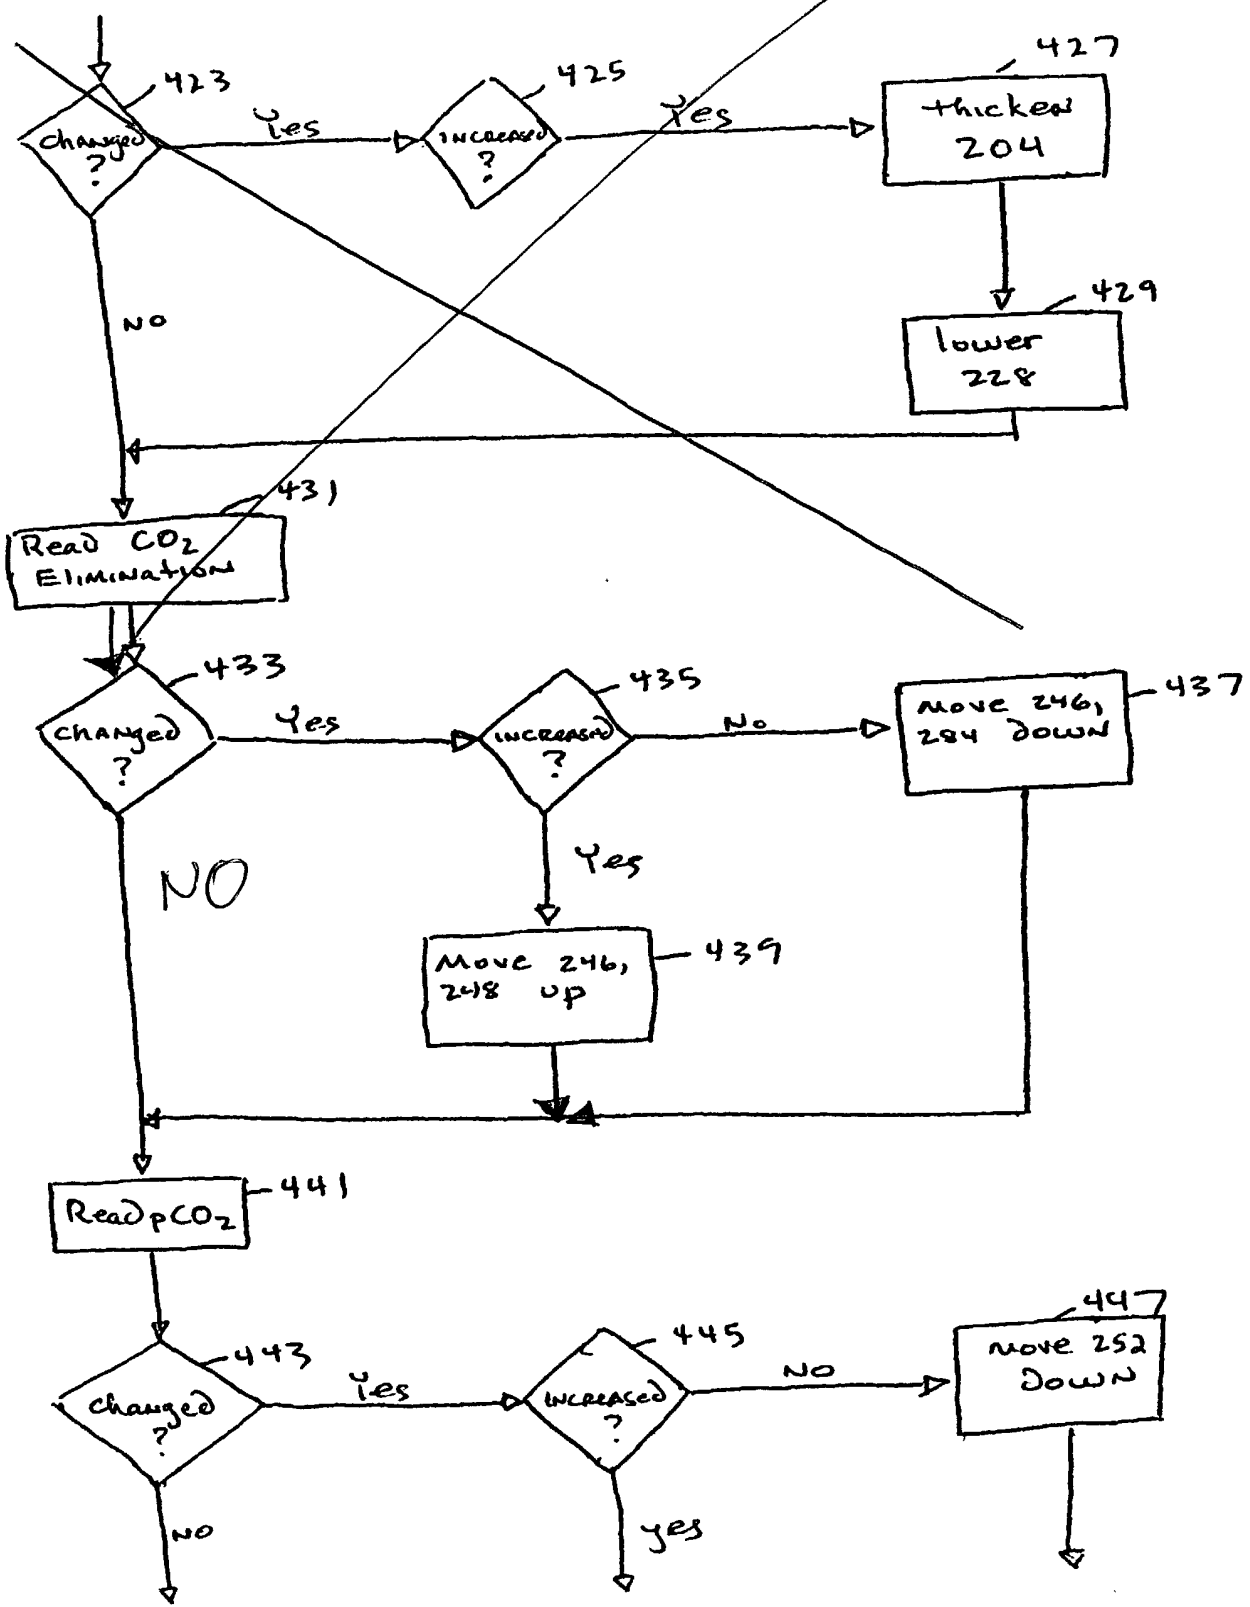 423
Changed
?
Yes
425
INCREASED
?
Yes
427
thicken
204
NO
429
lower
228
431
Read CO2
Elimination
433
Changed
?
Yes
435
INCREASED
?
No
437
Move 246,
284 DOWN
NO
Yes
439
Move 246,
248 up
441
Read pCO2
443
Changed
?
Yes
445
INCREASED
?
NO
447
Move 252
DOWN
NO
yes